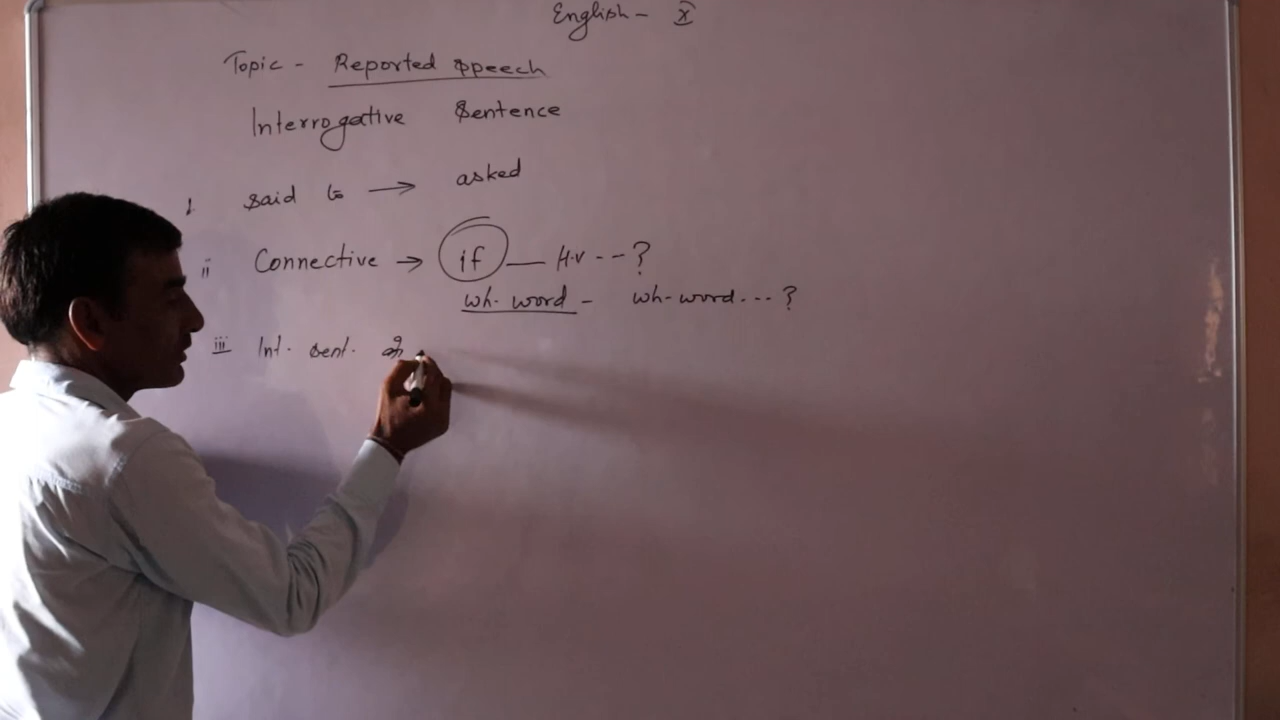 English - X
Topic - Reported speech
Interrogative Sentence
i. said to → asked
ii Connective → if __ H.v - - ?
wh. word - wh-word... ?
iii Int. sent. को